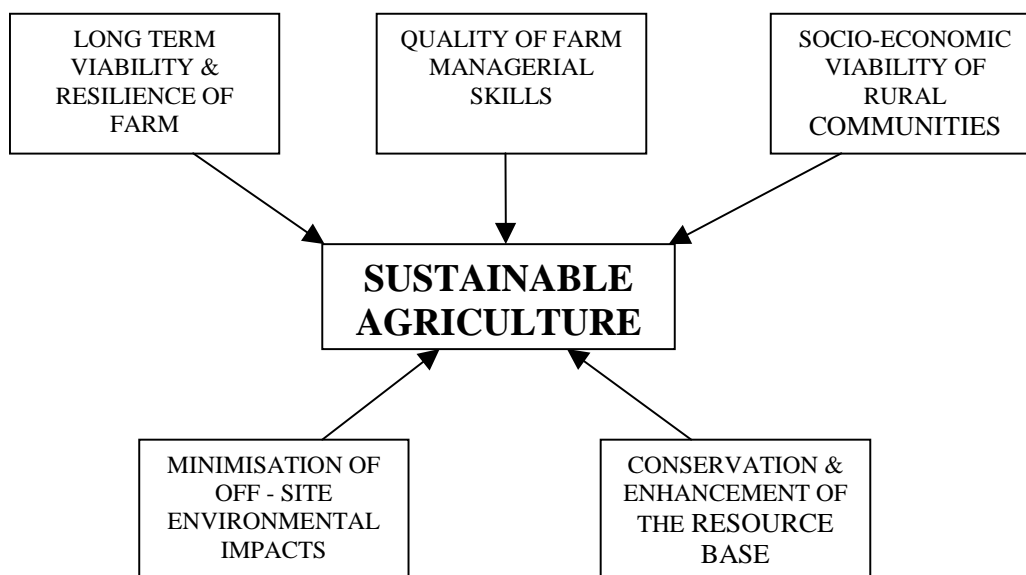 LONG TERM
VIABILITY &
RESILIENCE OF
FARM
QUALITY OF FARM
MANAGERIAL
SKILLS
SOCIO-ECONOMIC
VIABILITY OF
RURAL
COMMUNITIES
SUSTAINABLE
AGRICULTURE
MINIMISATION OF
OFF - SITE
ENVIRONMENTAL
IMPACTS
CONSERVATION &
ENHANCEMENT OF
THE RESOURCE
BASE